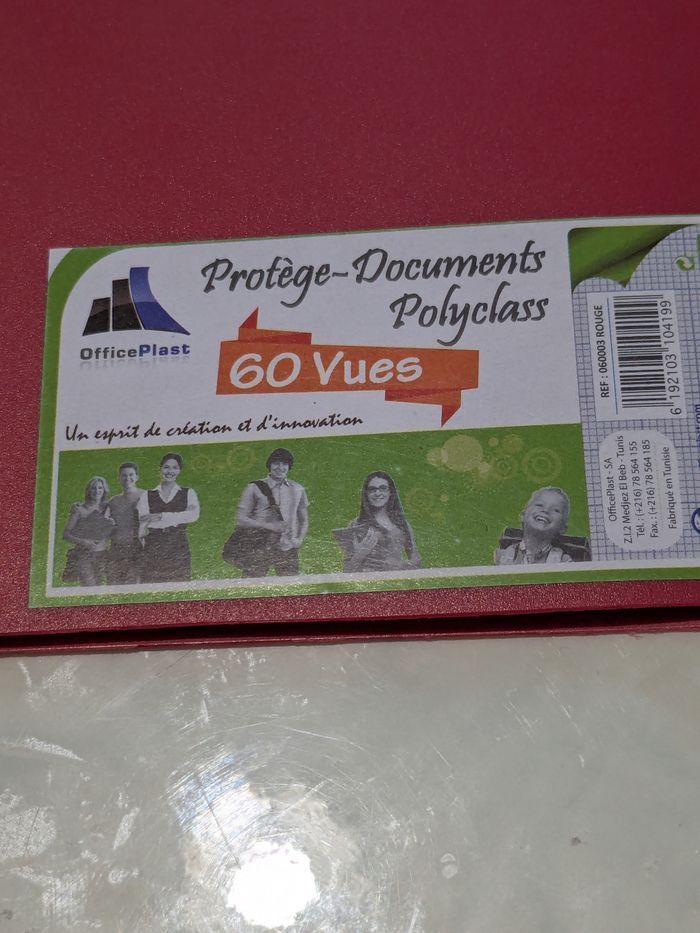 OfficePlast
Protège-Documents
Polyclass
60 Vues
Un esprit de création et d'innovation
REF : 060003 ROUGE
6 192103 104199
OfficePlast - SA
Z.I.2 Medjez El Beb - Tunis
Tél. : (+216) 78 564 155
Fax. : (+216) 78 564 185
Fabriqué en Tunisie